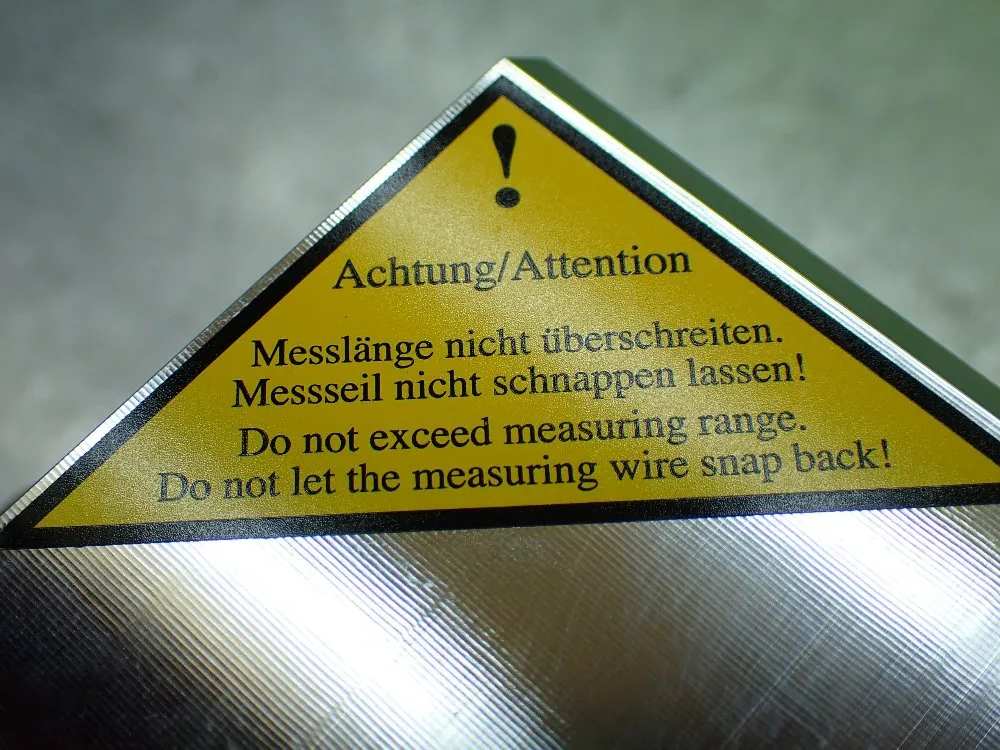 !
Achtung/Attention
Messlänge nicht überschreiten.
Messseil nicht schnappen lassen!
Do not exceed measuring range.
Do not let the measuring wire snap back!